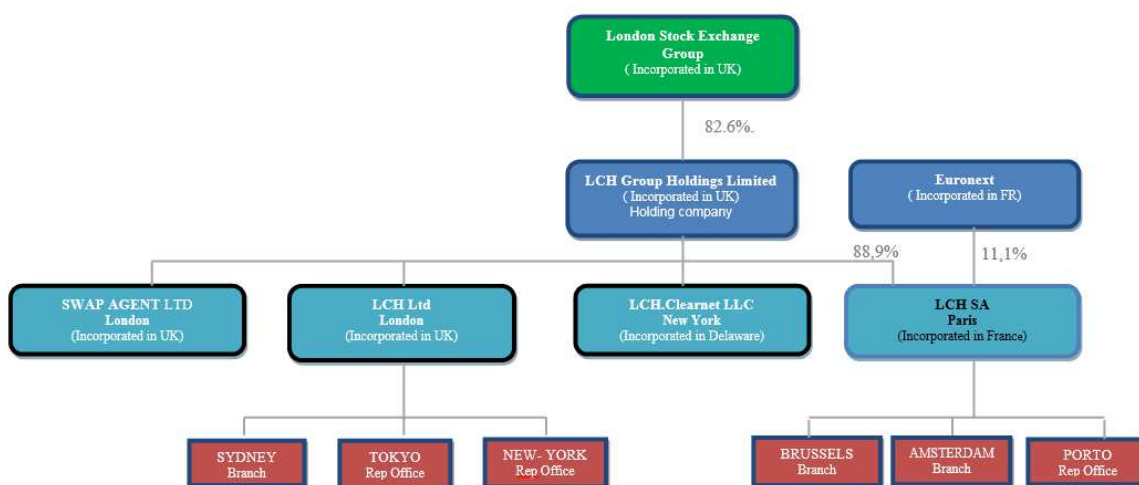 London Stock Exchange
Group
( Incorporated in UK)
82.6%.
LCH Group Holdings Limited
( Incorporated in UK)
Holding company
Euronext
( Incorporated in FR)
88,9%
11,1%
SWAP AGENT LTD
London
(Incorporated in UK)
LCH Ltd
London
(Incorporated in UK)
LCH.Clearnet LLC
New York
(Incorporated in Delaware)
LCH SA
Paris
(Incorporated in France)
SYDNEY
Branch
TOKYO
Rep Office
NEW- YORK
Rep Office
BRUSSELS
Branch
AMSTERDAM
Branch
PORTO
Rep Office